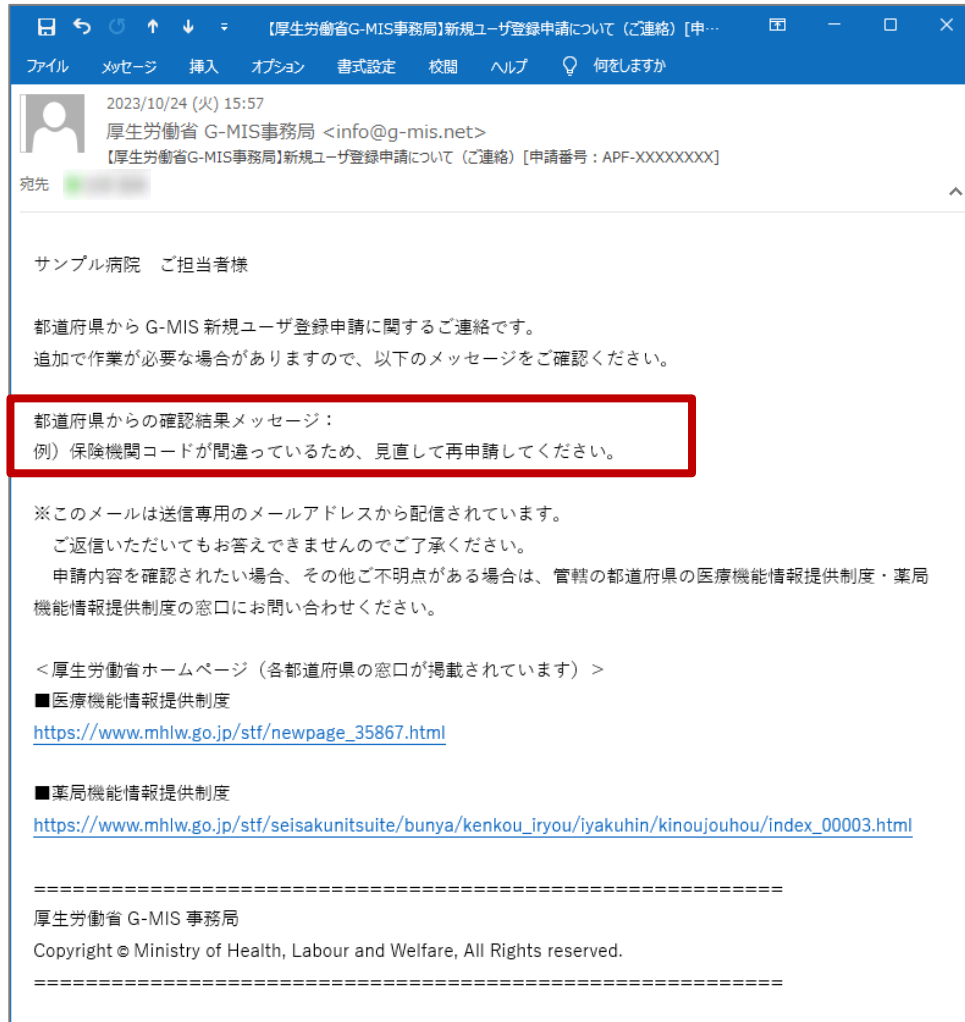 【厚生労働省G-MIS事務局】新規ユーザ登録申請について（ご連絡）[申…
ファイル メッセージ 挿入 オプション 書式設定 校閲 ヘルプ 何をしますか
2023/10/24 (火) 15:57
厚生労働省 G-MIS事務局 <info@g-mis.net>
【厚生労働省G-MIS事務局】新規ユーザ登録申請について（ご連絡）[申請番号：APF-XXXXXXXX]
宛先
サンプル病院　ご担当者様
都道府県から G-MIS 新規ユーザ登録申請に関するご連絡です。
追加で作業が必要な場合がありますので、以下のメッセージをご確認ください。
都道府県からの確認結果メッセージ：
例）保険機関コードが間違っているため、見直して再申請してください。
※このメールは送信専用のメールアドレスから配信されています。
ご返信いただいてもお答えできませんのでご了承ください。
申請内容を確認されたい場合、その他ご不明点がある場合は、管轄の都道府県の医療機能情報提供制度・薬局
機能情報提供制度の窓口にお問い合わせください。
＜厚生労働省ホームページ（各都道府県の窓口が掲載されています）＞
■医療機能情報提供制度
https://www.mhlw.go.jp/stf/newpage_35867.html
■薬局機能情報提供制度
https://www.mhlw.go.jp/stf/seisakunitsuite/bunya/kenkou_iryou/iyakuhin/kinoujouhou/index_00003.html
==========================================================
厚生労働省 G-MIS 事務局
Copyright © Ministry of Health, Labour and Welfare, All Rights reserved.
==========================================================